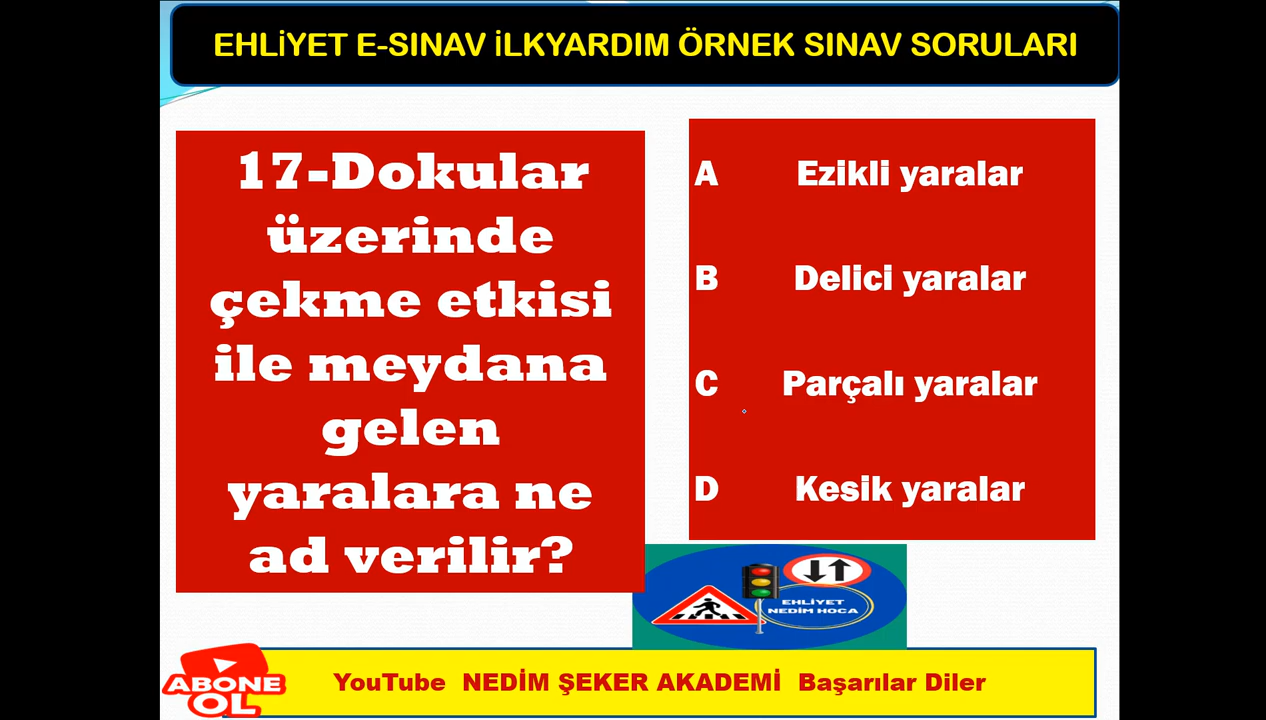 EHLİYET E-SINAV İLKYARDIM ÖRNEK SINAV SORULARI
17-Dokular
üzerinde
çekme etkisi
ile meydana
gelen
yaralara ne
ad verilir?
A Ezikli yaralar
B Delici yaralar
C Parçalı yaralar
D Kesik yaralar
EHLİYET
NEDİM HOCA
ABONE
OL
YouTube NEDİM ŞEKER AKADEMİ Başarılar Diler